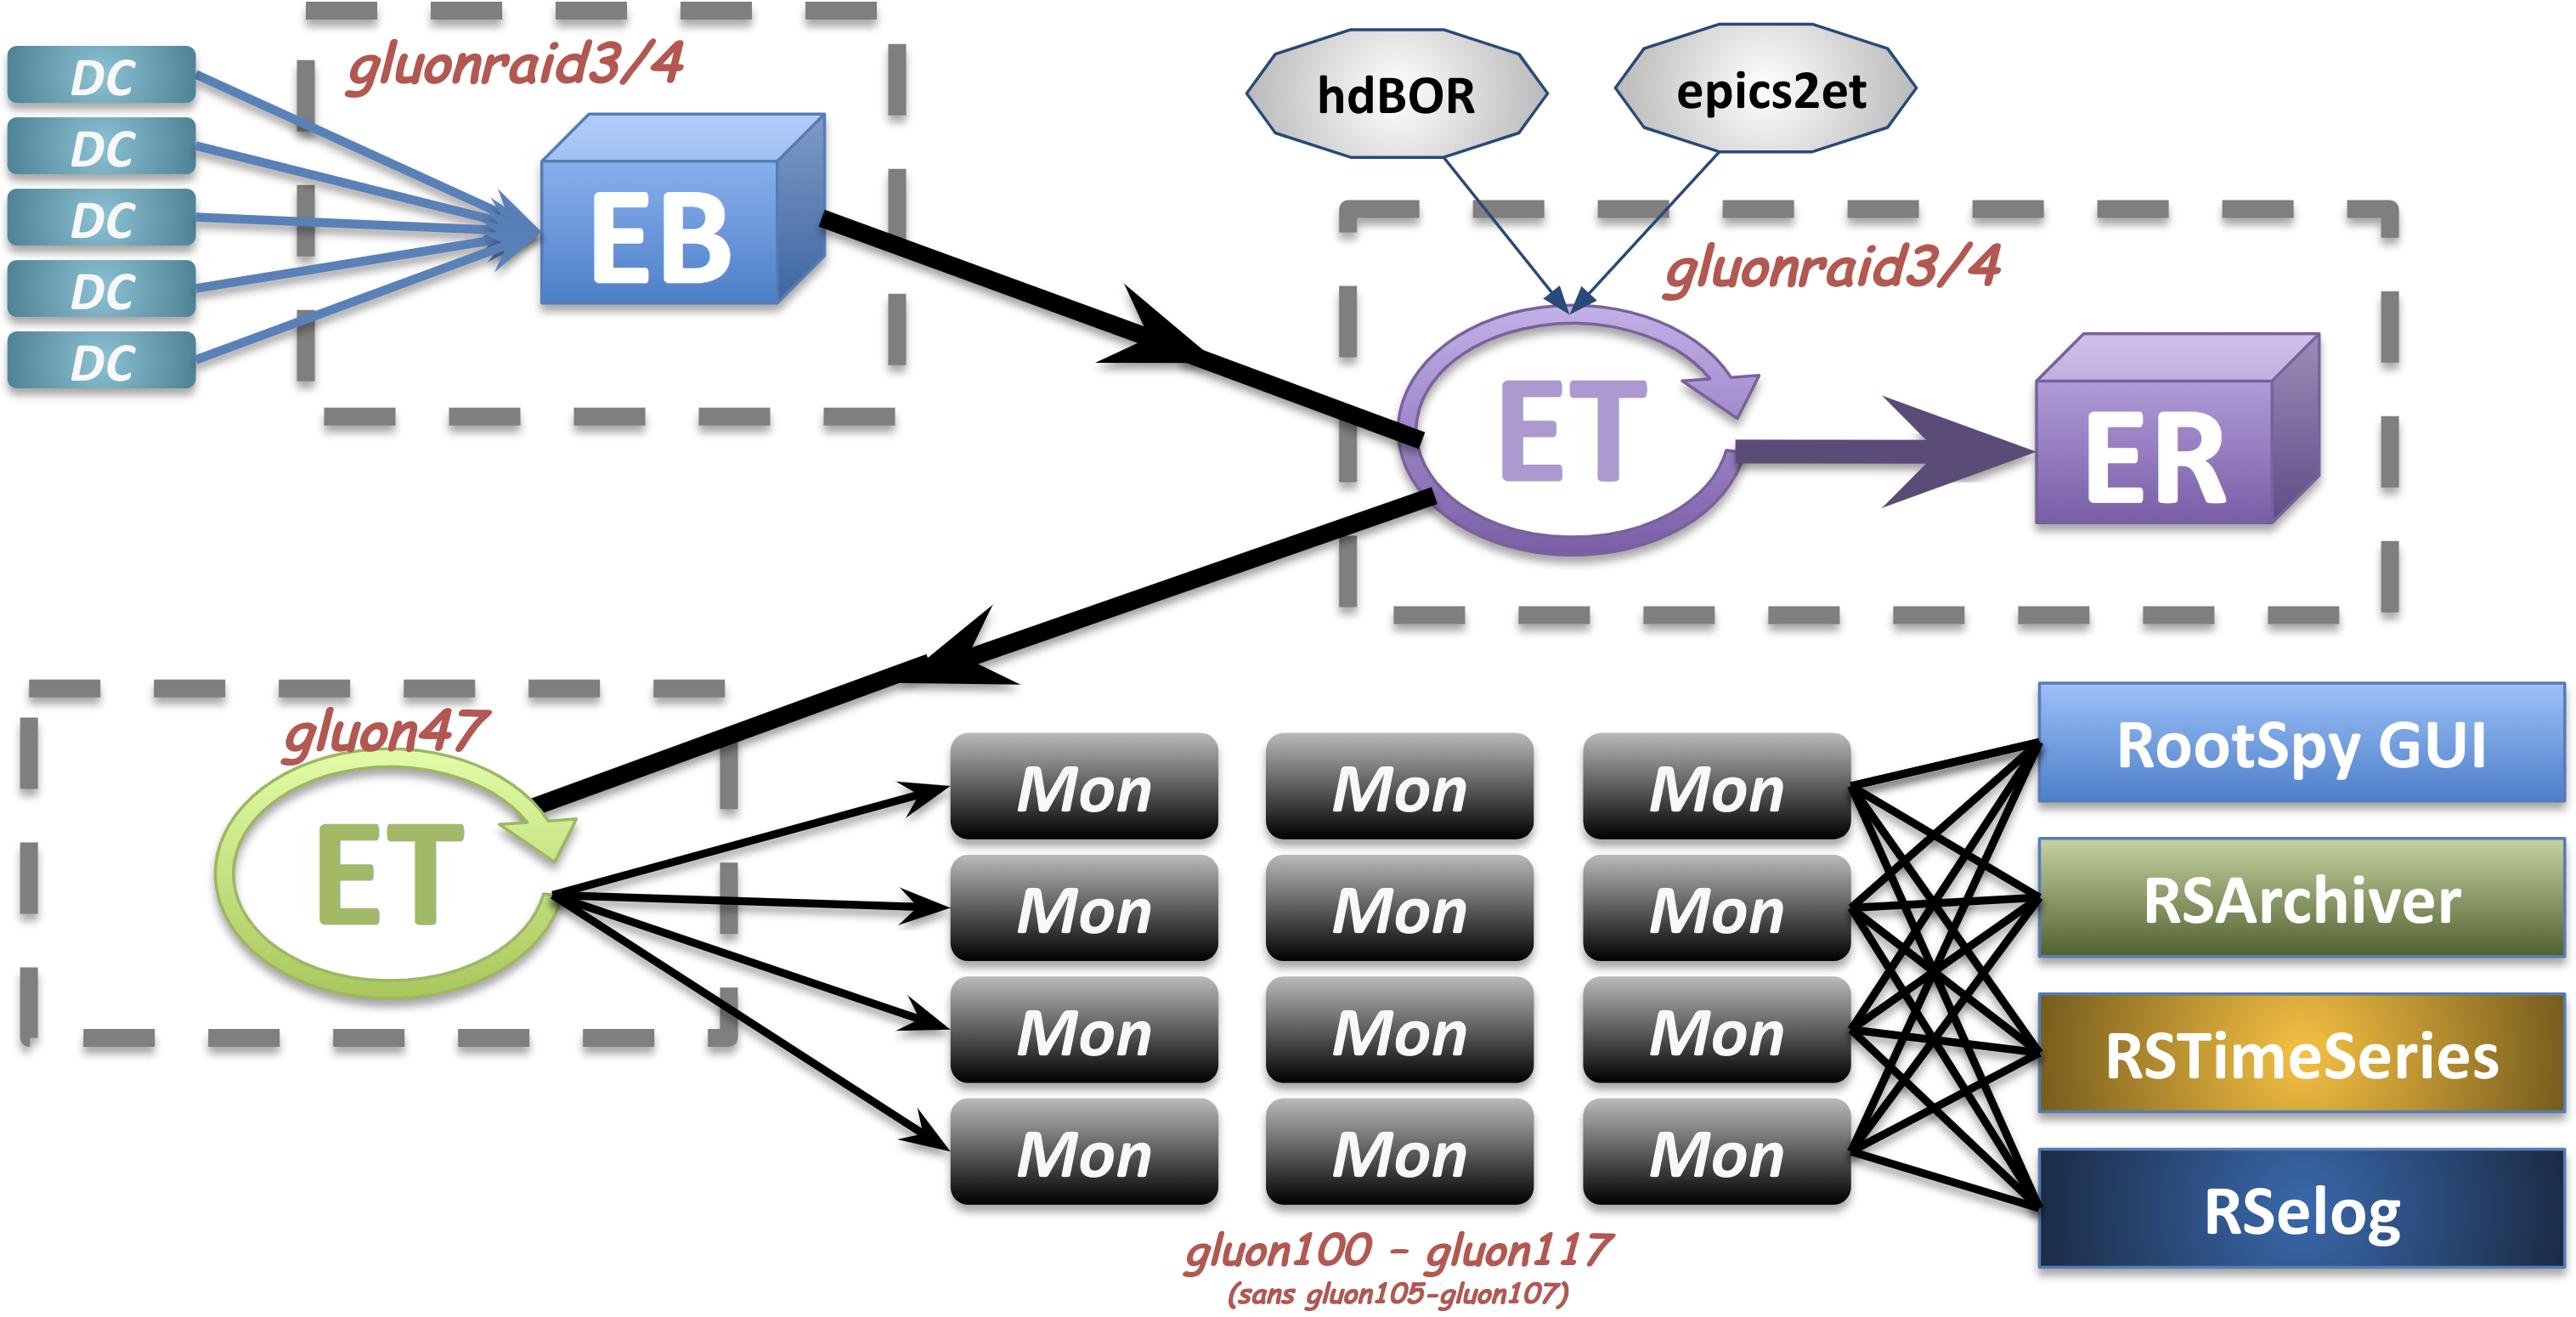 DC
DC
DC
DC
DC
gluonraid3/4
EB
hdBOR
epics2et
gluonraid3/4
ET
ER
gluon47
ET
Mon Mon Mon
Mon Mon Mon
Mon Mon Mon
Mon Mon Mon
gluon100 - gluon117
(sans gluon105-gluon107)
RootSpy GUI
RSArchiver
RSTimeSeries
RSelog